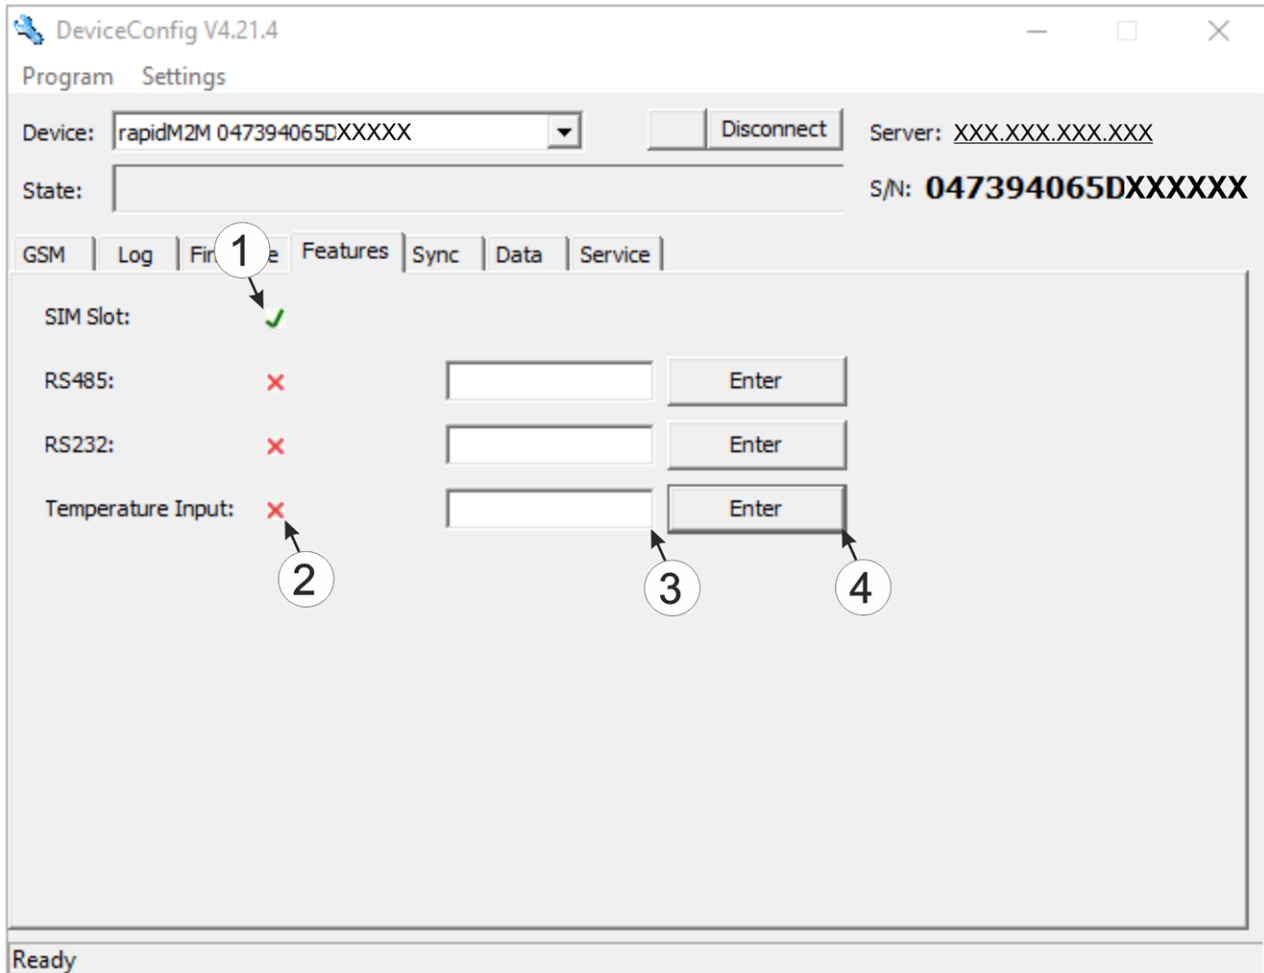 DeviceConfig V4.21.4
Program Settings
Device: rapidM2M 047394065DXXXXX Disconnect Server: XXX.XXX.XXX.XXX
State: S/N: 047394065DXXXXXX
GSM Log 1 Features Sync Data Service
SIM Slot:
RS485: Enter
RS232: Enter
Temperature Input: Enter
2 3 4
Ready